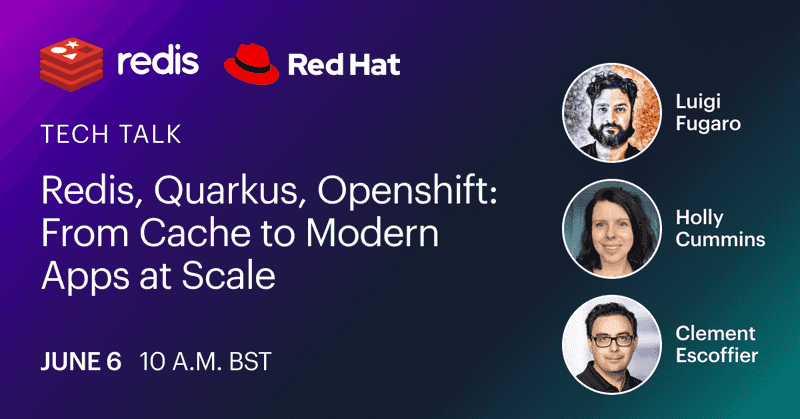 redis
Red Hat
TECH TALK
Redis, Quarkus, Openshift:
From Cache to Modern
Apps at Scale
JUNE 6 10 A.M. BST
Luigi
Fugaro
Holly
Cummins
Clement
Escoffier